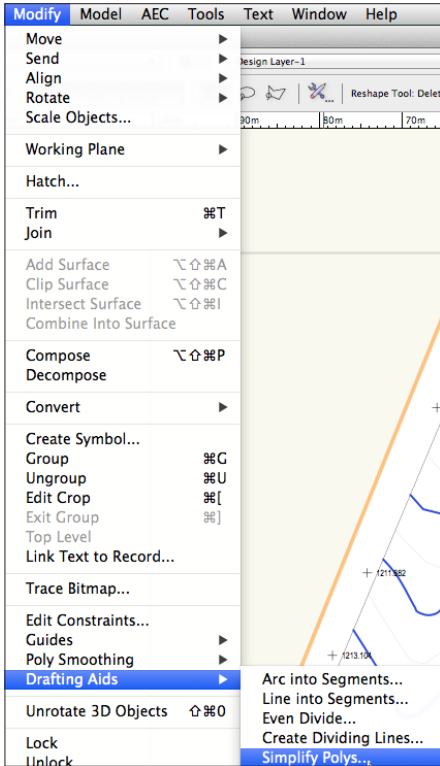 Modify Model AEC Tools Text Window Help
Move
Send
Design Layer-1
Align
Rotate
Reshape Tool: Delet
Scale Objects...
90m 80m 70m
Working Plane
Hatch...
Trim ⌘T
Join
Add Surface ⌥⇧⌘A
Clip Surface ⌥⇧⌘C
Intersect Surface ⌥⇧⌘I
Combine Into Surface
Compose ⌥⇧⌘P
Decompose
Convert
Create Symbol...
Group ⌘G
Ungroup ⌘U
Edit Crop ⌘[
Exit Group ⌘]
Top Level
Link Text to Record...
Trace Bitmap...
Edit Constraints...
Guides
Poly Smoothing
1213.104
Drafting Aids
Arc into Segments...
Line into Segments...
Even Divide...
Create Dividing Lines...
Simplify Polys...
Unrotate 3D Objects ⇧⌘0
Lock
Unlock